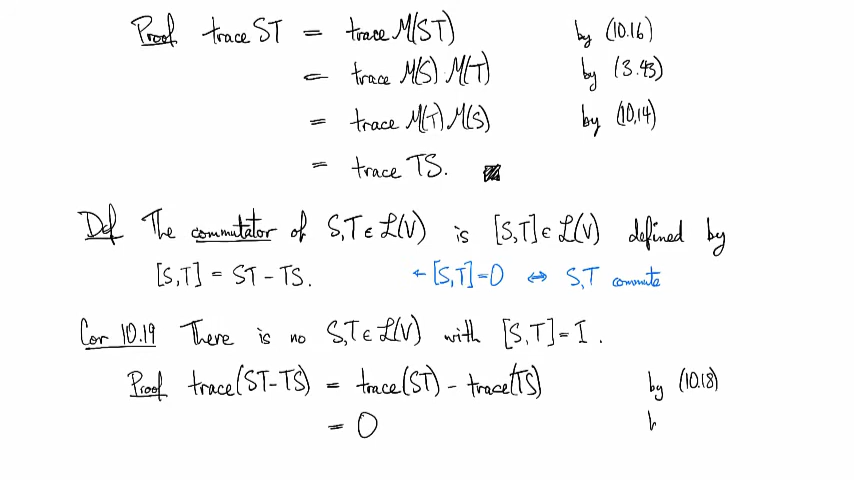 Proof trace ST = trace M(ST) by (10.16)
= trace M(S) M(T) by (3.43)
= trace M(T) M(S) by (10.14)
= trace TS.
Def The commutator of S,T ∈ L(V) is [S,T] ∈ L(V) defined by
[S,T] = ST - TS. ← [S,T]=0 ⇔ S,T commute
Cor 10.19 There is no S,T ∈ L(V) with [S,T] = I.
Proof trace(ST-TS) = trace(ST) - trace(TS) by (10.18)
= 0